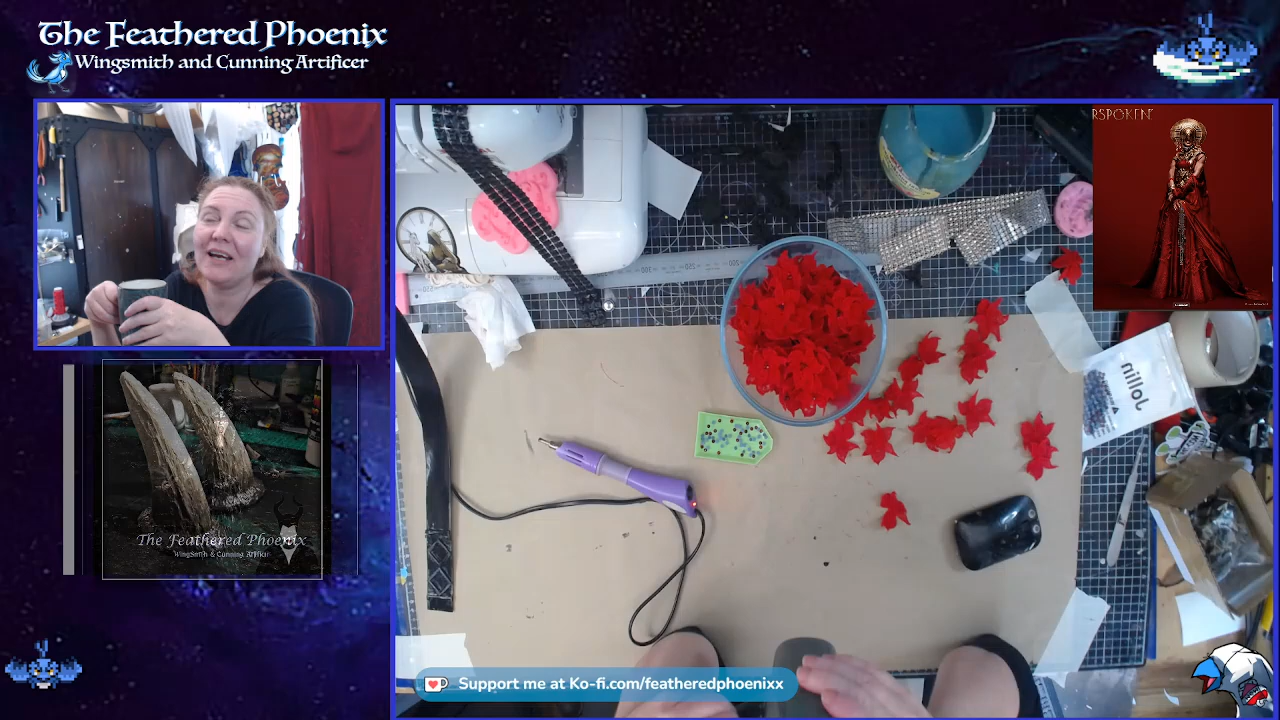 The Feathered Phoenix
Wingsmith and Cunning Artificer
RSPOKEN
nilloL
The Feathered Phoenix
WingSmith & Cunning Artificer
Support me at Ko-fi.com/featheredphoenixx